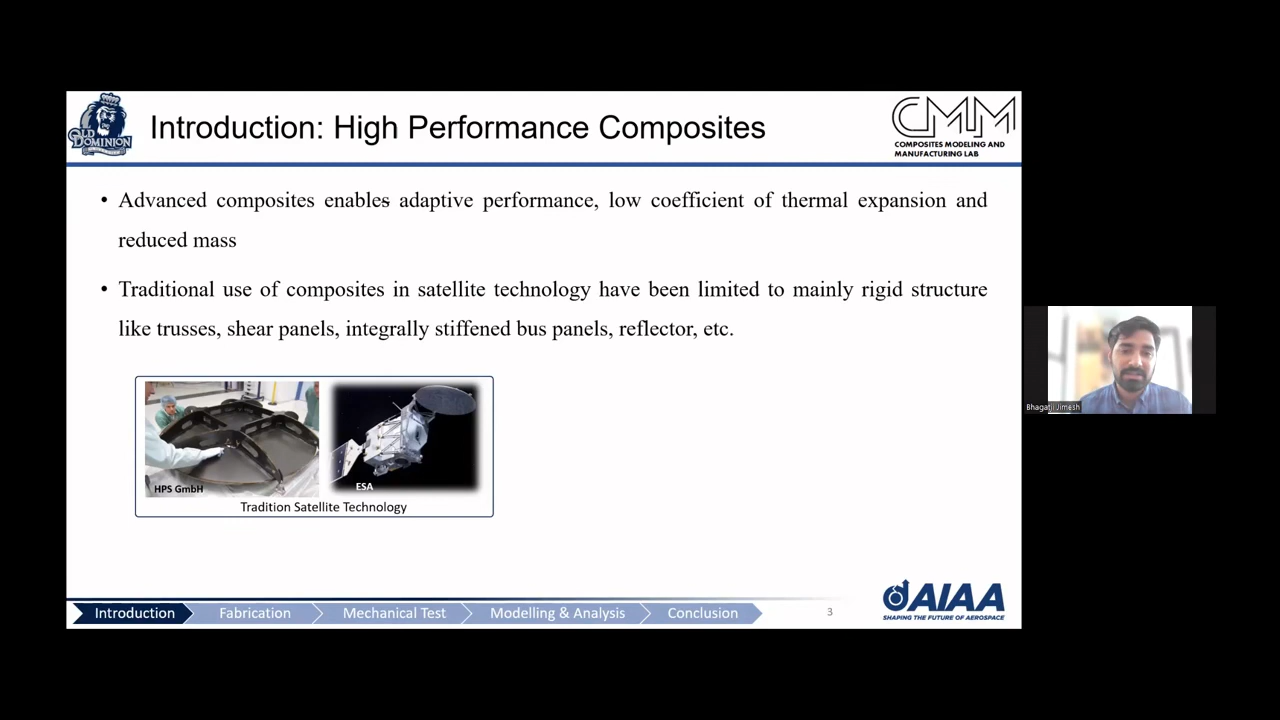 OLD DOMINION
Introduction: High Performance Composites
CMM
COMPOSITES MODELING AND
MANUFACTURING LAB
• Advanced composites enables adaptive performance, low coefficient of thermal expansion and
reduced mass
• Traditional use of composites in satellite technology have been limited to mainly rigid structure
like trusses, shear panels, integrally stiffened bus panels, reflector, etc.
HPS GmbH
ESA
Tradition Satellite Technology
Bhagatji Jimesh
Introduction
Fabrication
Mechanical Test
Modelling & Analysis
Conclusion
3
AIAA
SHAPING THE FUTURE OF AEROSPACE